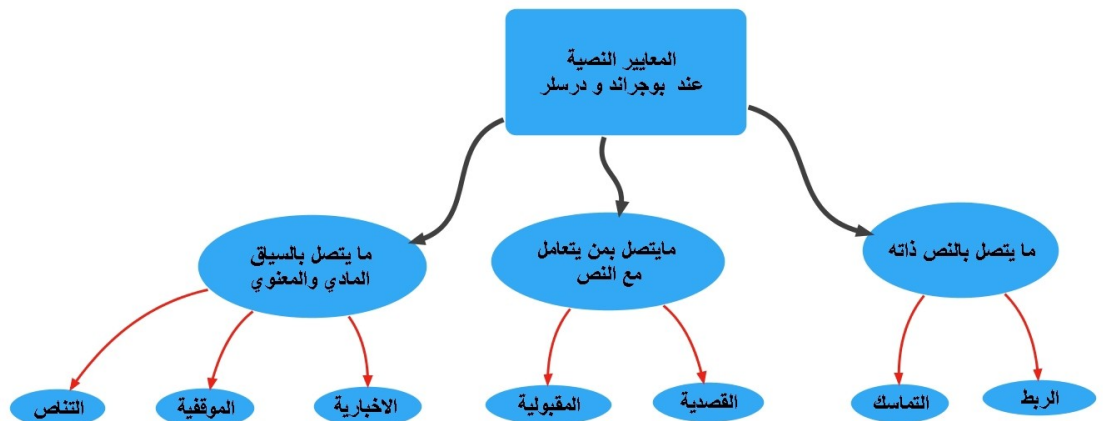 المعايير النصية
عند بوجراند و درسلر
ما يتصل بالنص ذاته
مايتصل بمن يتعامل
مع النص
ما يتصل بالسياق
المادي والمعنوي
الربط
التماسك
القصدية
المقبولية
الاخبارية
الموقفية
التناص